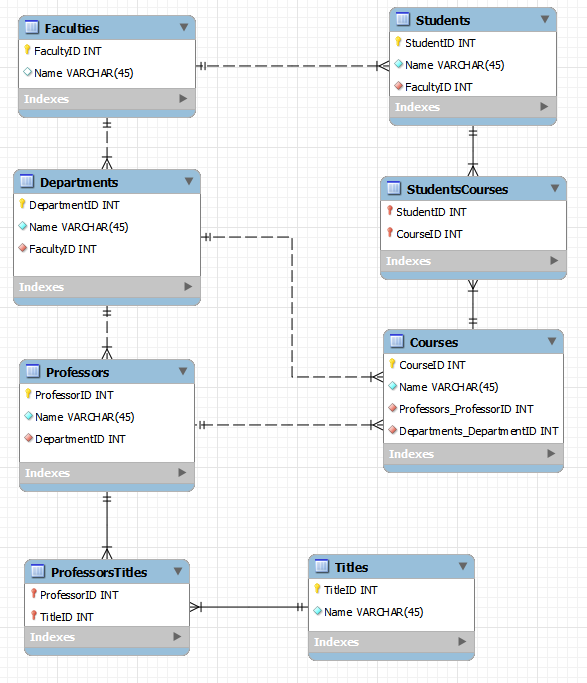 Faculties
FacultyID INT
Name VARCHAR(45)
Indexes
Students
StudentID INT
Name VARCHAR(45)
FacultyID INT
Indexes
Departments
DepartmentID INT
Name VARCHAR(45)
FacultyID INT
Indexes
StudentsCourses
StudentID INT
CourseID INT
Indexes
Professors
ProfessorID INT
Name VARCHAR(45)
DepartmentID INT
Indexes
Courses
CourseID INT
Name VARCHAR(45)
Professors_ProfessorID INT
Departments_DepartmentID INT
Indexes
ProfessorsTitles
ProfessorID INT
TitleID INT
Indexes
Titles
TitleID INT
Name VARCHAR(45)
Indexes